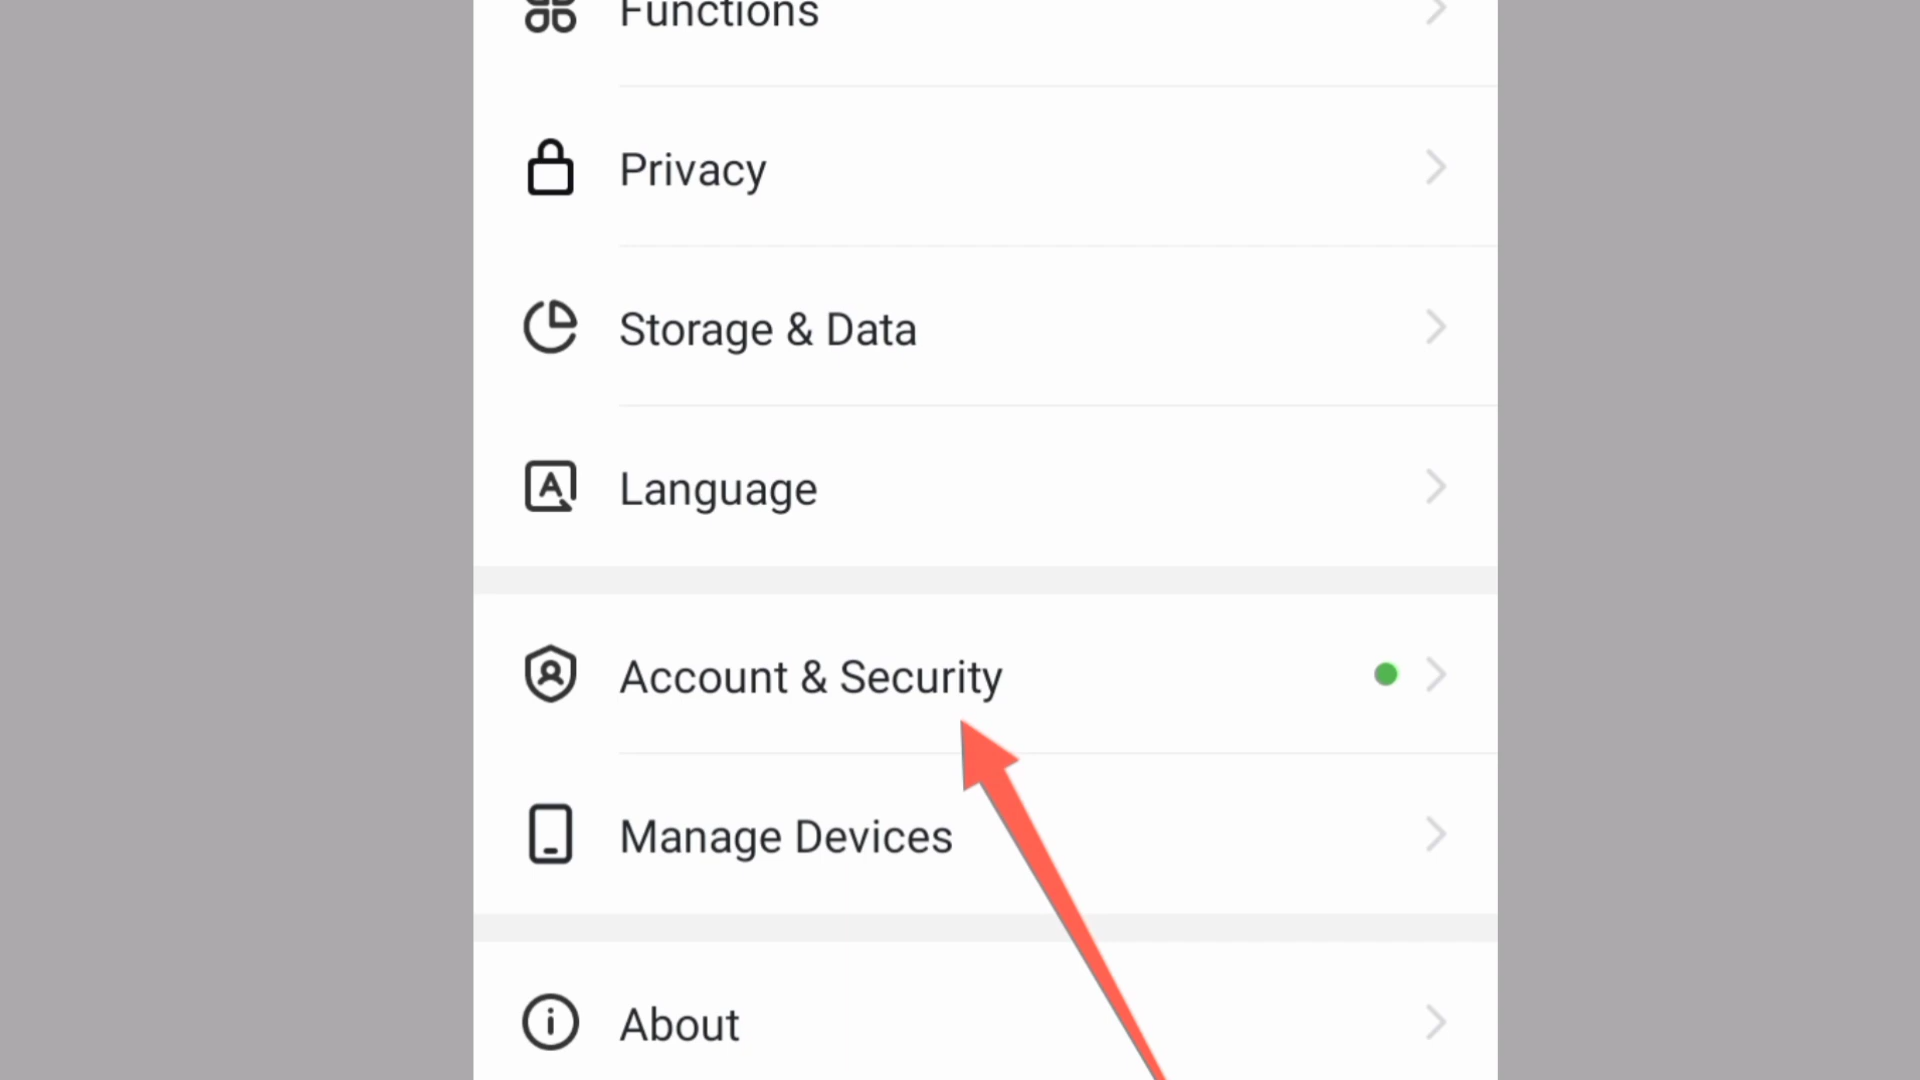 Functions
Privacy
Storage & Data
Language
Account & Security
Manage Devices
About